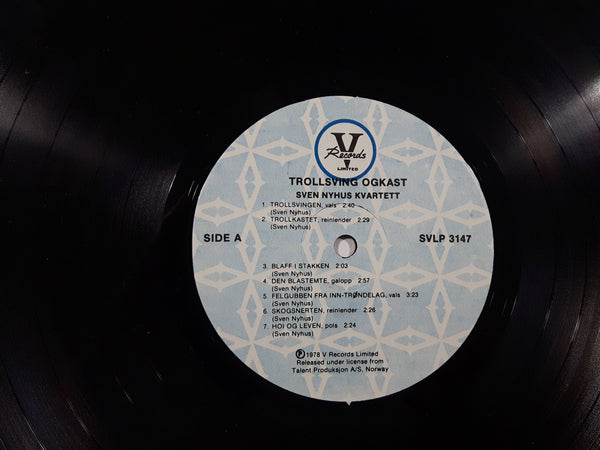 V
Records
LIMITED
TROLLSVING OGKAST
SVEN NYHUS KVARTETT
1. TROLLSVINGEN, vals 2:40
(Sven Nyhus)
2. TROLLKASTET, reinlender 2:29
(Sven Nyhus)
SIDE A
SVLP 3147
3. BLAFF I STAKKEN 2:03
(Sven Nyhus)
4. DEN BLASTEMTE, galopp 2:57
(Sven Nyhus)
5. FELGUBBEN FRA INN-TRØNDELAG, vals 3:23
(Sven Nyhus)
6. SKOGSNERTEN, reinlender 2:26
(Sven Nyhus)
7. HOI OG LEVEN, pols 2:24
(Sven Nyhus)
Ⓟ1978 V Records Limited
Released under license from
Talent Produksjon A/S, Norway